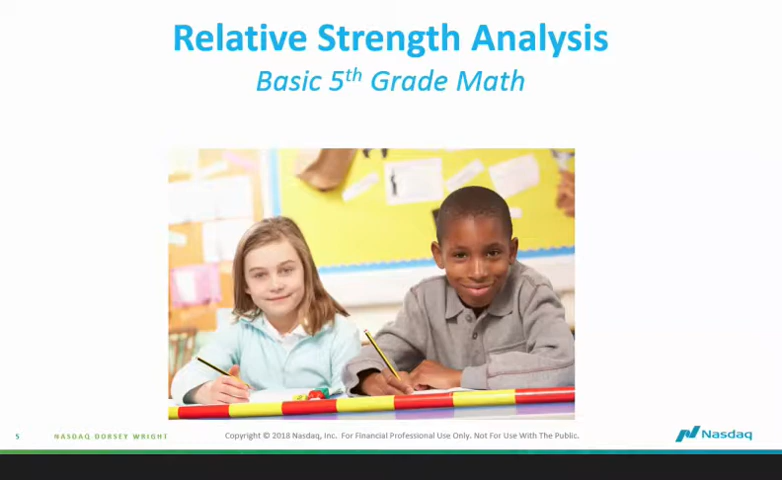 Relative Strength Analysis
Basic 5th Grade Math
5 NASDAQ DORSEY WRIGHT Copyright © 2018 Nasdaq, Inc. For Financial Professional Use Only. Not For Use With The Public. Nasdaq